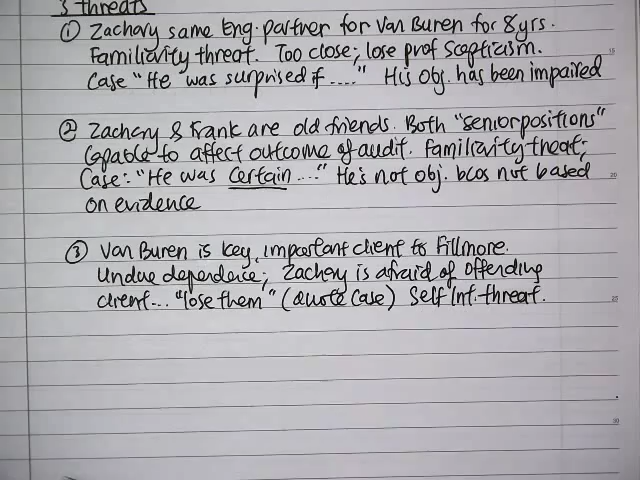 3 threats
① Zachary same Eng. partner for Van Buren for 8 yrs.
Familiarity threat. Too close; lose prof scepticism.
Case "He was surprised if ...." His obj. has been impaired
② Zachary & Frank are old friends. Both "senior positions"
Capable to affect outcome of audit. Familiarity threat;
Case: "He was certain ...." He's not obj. bcos not based
on evidence
③ Van Buren is key, important client to Fillmore.
Undue dependence; Zachary is afraid of offending
client... "lose them" (quote case) Self Int. threat.